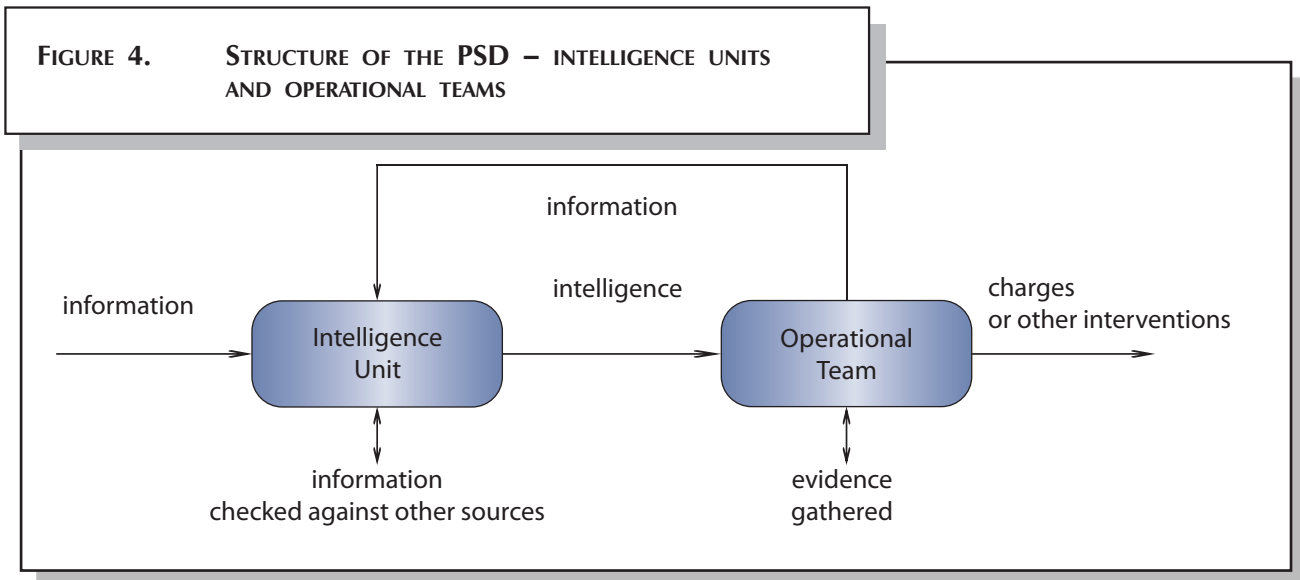 FIGURE 4. STRUCTURE OF THE PSD – INTELLIGENCE UNITS
AND OPERATIONAL TEAMS
information
information
intelligence
charges
or other interventions
Intelligence
Unit
Operational
Team
information
checked against other sources
evidence
gathered